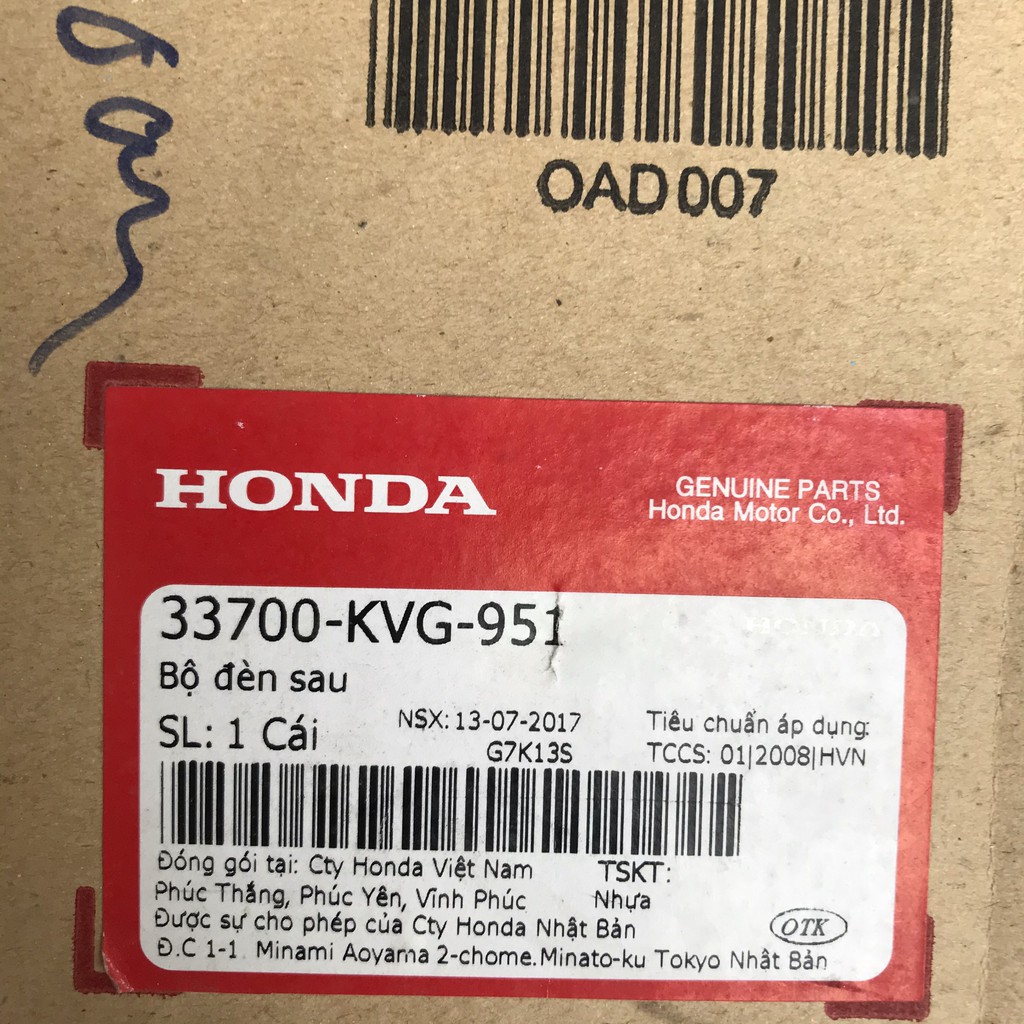 OAD007
HONDA
GENUINE PARTS
Honda Motor Co., Ltd.
33700-KVG-951
Bộ đèn sau
SL: 1 Cái
NSX: 13-07-2017
G7K13S
Tiêu chuẩn áp dụng:
TCCS: 01|2008|HVN
Đóng gói tại: Cty Honda Việt Nam
Phúc Thắng, Phúc Yên, Vĩnh Phúc
TSKT:
Nhựa
Được sự cho phép của Cty Honda Nhật Bản
Đ.C 1-1 Minami Aoyama 2-chome.Minato-ku Tokyo Nhật Bản
OTK